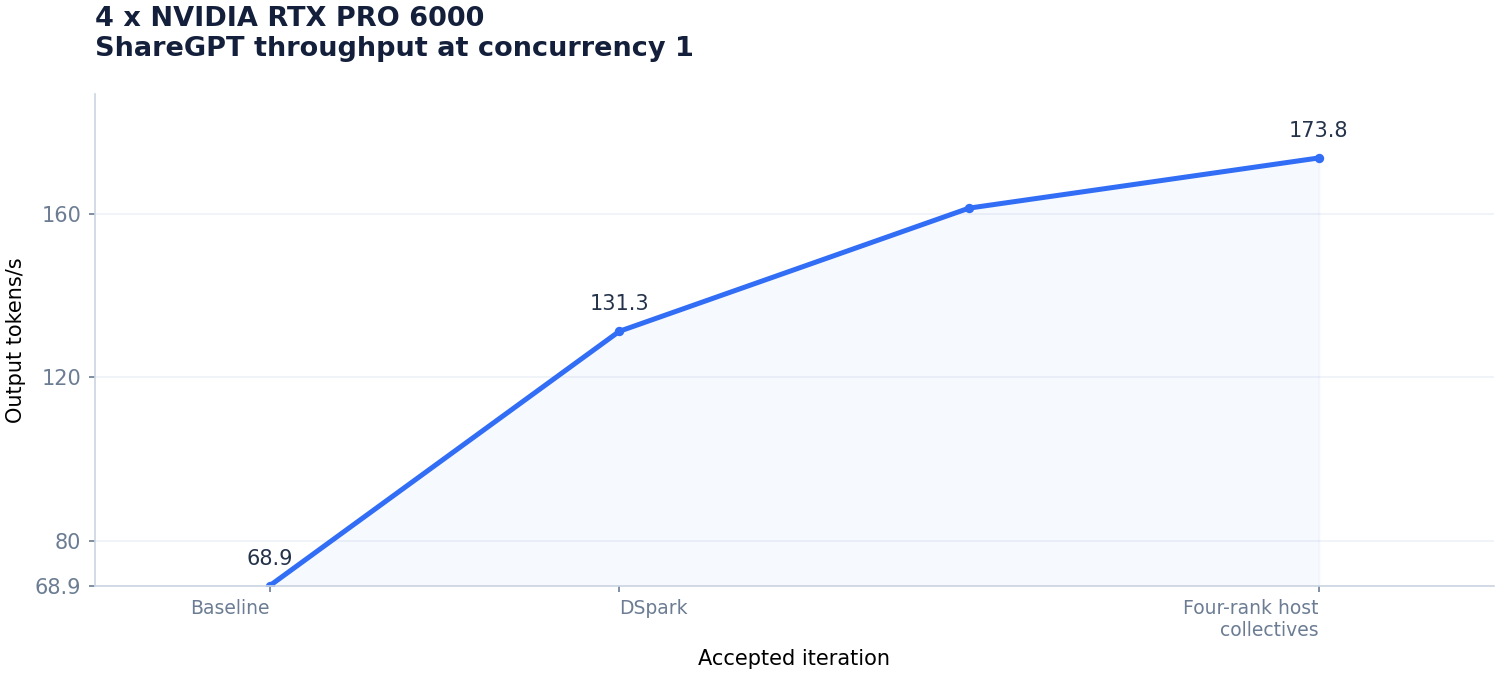 4 x NVIDIA RTX PRO 6000
ShareGPT throughput at concurrency 1
173.8
160
131.3
120
Output tokens/s
80
68.9
68.9
Baseline
DSpark
Four-rank host
collectives
Accepted iteration